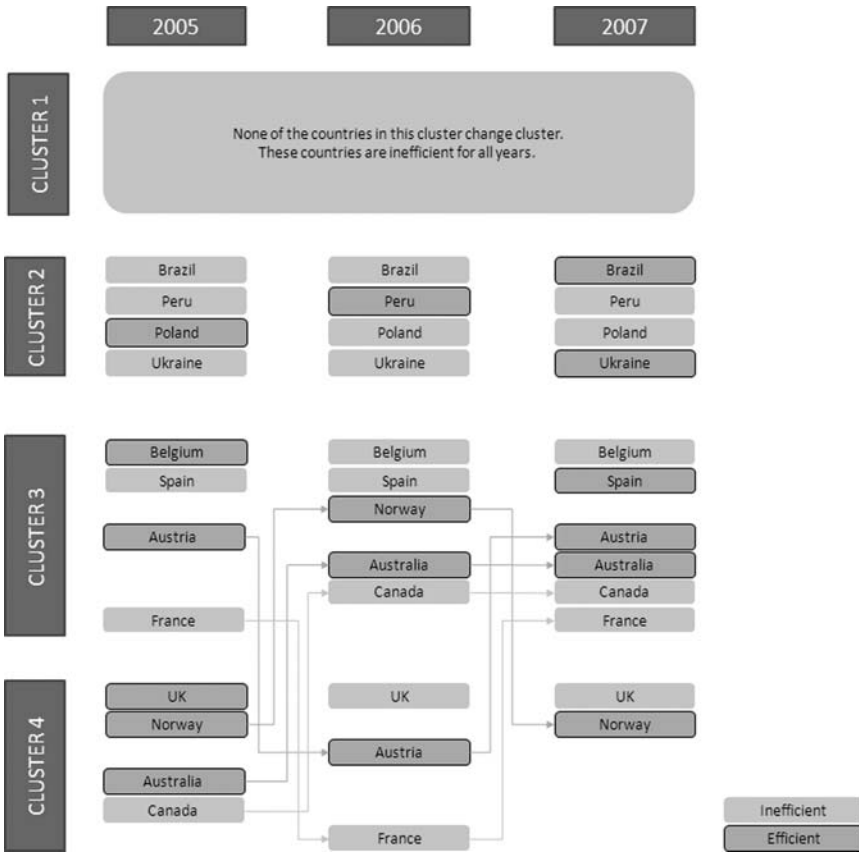 2005
2006
2007
CLUSTER 1
None of the countries in this cluster change cluster.
These countries are inefficient for all years.
CLUSTER 2
Brazil
Brazil
Brazil
Peru
Peru
Peru
Poland
Poland
Poland
Ukraine
Ukraine
Ukraine
CLUSTER 3
Belgium
Belgium
Belgium
Spain
Spain
Spain
Norway
Austria
Austria
Australia
Australia
Canada
Canada
France
France
CLUSTER 4
UK
UK
UK
Norway
Norway
Austria
Australia
Canada
France
Inefficient
Efficient